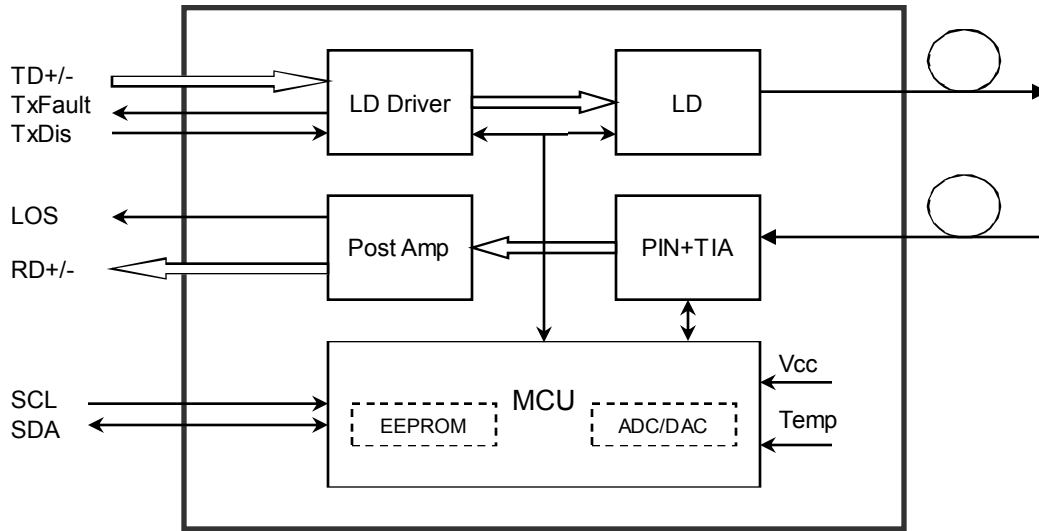 TD+/-
TxFault
TxDis
LD Driver
LD
LOS
RD+/-
Post Amp
PIN+TIA
SCL
SDA
MCU
EEPROM
ADC/DAC
Vcc
Temp